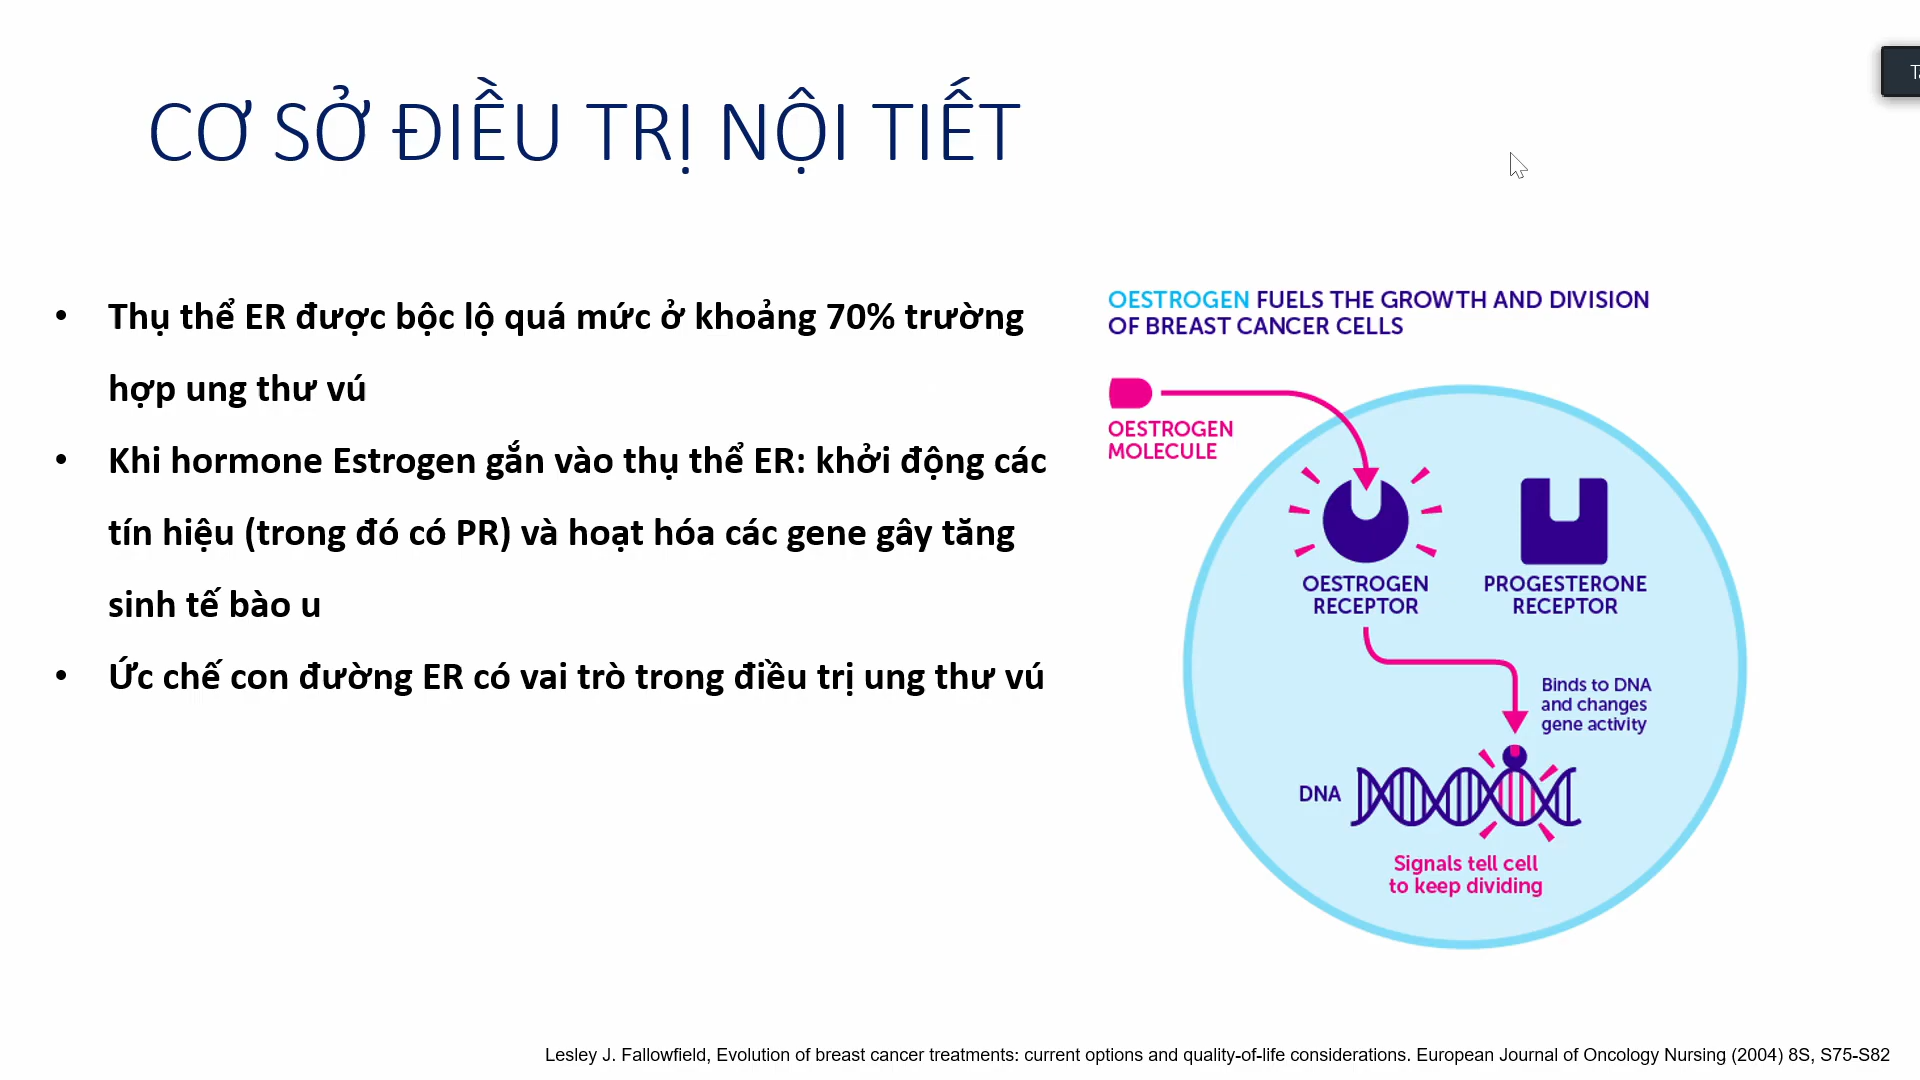 CƠ SỞ ĐIỀU TRỊ NỘI TIẾT
• Thụ thể ER được bộc lộ quá mức ở khoảng 70% trường
hợp ung thư vú
• Khi hormone Estrogen gắn vào thụ thể ER: khởi động các
tín hiệu (trong đó có PR) và hoạt hóa các gene gây tăng
sinh tế bào u
• Ức chế con đường ER có vai trò trong điều trị ung thư vú
OESTROGEN FUELS THE GROWTH AND DIVISION
OF BREAST CANCER CELLS
OESTROGEN
MOLECULE
OESTROGEN
RECEPTOR
PROGESTERONE
RECEPTOR
Binds to DNA
and changes
gene activity
DNA
Signals tell cell
to keep dividing
Lesley J. Fallowfield, Evolution of breast cancer treatments: current options and quality-of-life considerations. European Journal of Oncology Nursing (2004) 8S, S75-S82